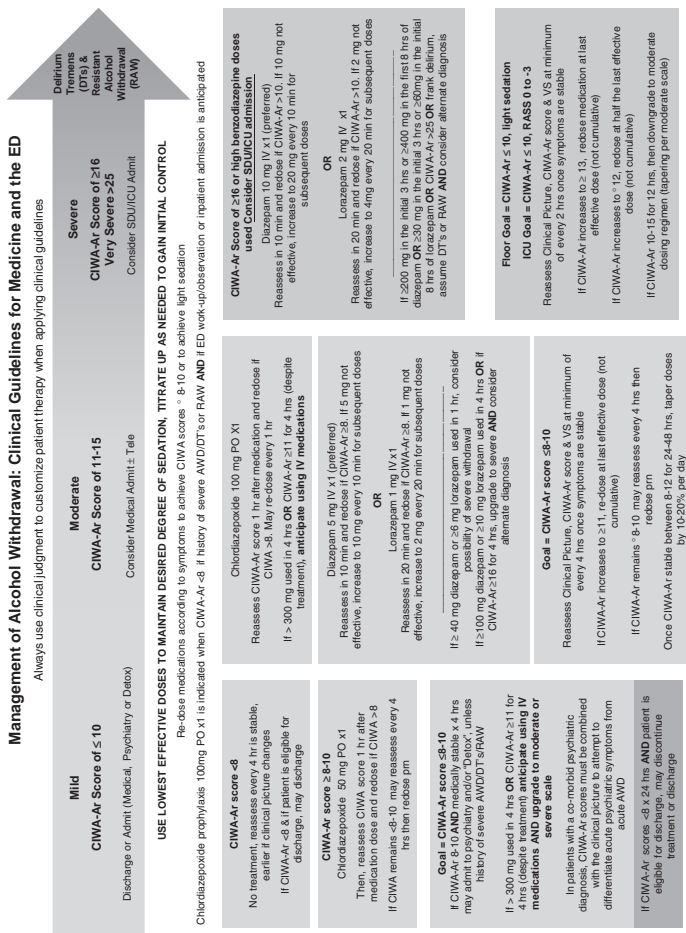 Management of Alcohol Withdrawal: Clinical Guidelines for Medicine and the ED
Always use clinical judgment to customize patient therapy when applying clinical guidelines
Mild
CIWA-Ar Score of ≤ 10
Discharge or Admit (Medical, Psychiatry or Detox)
Moderate
CIWA-Ar Score of 11-15
Consider Medical Admit ± Tele
Severe
CIWA-Ar Score of ≥16
Very Severe >25
Consider SDU/ICU Admit
Delirium
Tremens
(DTs) &
Resistant
Alcohol
Withdrawal
(RAW)
USE LOWEST EFFECTIVE DOSES TO MAINTAIN DESIRED DEGREE OF SEDATION, TITRATE UP AS NEEDED TO GAIN INITIAL CONTROL
Re-dose medications according to symptoms to achieve CIWA scores ° 8-10 or to achieve light sedation
Chlordiazepoxide prophylaxis 100mg PO x1 is indicated when CIWA-Ar <8 if history of severe AWD/DT's or RAW AND if ED work-up/observation or inpatient admission is anticipated
CIWA-Ar score <8
No treatment, reassess every 4 hr is stable,
earlier if clinical picture changes
If CIWA-Ar <8 & if patient is eligible for
discharge, may discharge
CIWA-Ar score ≥ 8-10
Chlordiazepoxide 50 mg PO x1
Then, reassess CIWA score 1 hr after
medication dose and redose if CIWA >8
If CIWA remains <8-10 may reassess every 4
hrs then redose prn
Goal = CIWA-Ar score ≤8-10
If CIWA-Ar 8-10 AND medically stable x 4 hrs
may admit to psychiatry and/or "Detox", unless
history of severe AWD/DT's/RAW
If > 300 mg used in 4 hrs OR CIWA-Ar ≥11 for
4 hrs (despite treatment) anticipate using IV
medications AND upgrade to moderate or
severe scale
In patients with a co-morbid psychiatric
diagnosis, CIWA-Ar scores must be combined
with the clinical picture to attempt to
differentiate acute psychiatric symptoms from
acute AWD
If CIWA-Ar scores <8 x 24 hrs AND patient is
eligible for discharge, may discontinue
treatment or discharge
Chlordiazepoxide 100 mg PO X1
Reassess CIWA-Ar score 1 hr after medication and redose if
CIWA >8. May redose every 1 hr
If > 300 mg used in 4 hrs OR CIWA-Ar ≥11 for 4 hrs (despite
treatment), anticipate using IV medications
Diazepam 5 mg IV x1 (preferred)
Reassess in 10 min and redose if CIWA-Ar ≥8. If 5 mg not
effective, increase to 10 mg every 10 min for subsequent doses
OR
Lorazepam 1 mg IV x1
Reassess in 20 min and redose if CIWA-Ar ≥8. If 1 mg not
effective, increase to 2 mg every 20 min for subsequent doses
If ≥ 40 mg diazepam or ≥6 mg lorazepam used in 1 hr, consider
possibility of severe withdrawal
If ≥100 mg diazepam or ≥10 mg lorazepam used in 4 hrs OR if
CIWA-Ar ≥16 for 4 hrs, upgrade to severe AND consider
alternate diagnosis
Goal = CIWA-Ar score ≤8-10
Reassess Clinical Picture, CIWA-Ar score & VS at minimum of
every 4 hrs once symptoms are stable
If CIWA-Ar increases to ≥11, re-dose at last effective dose (not
cumulative)
If CIWA-Ar remains ° 8-10 may reassess every 4 hrs then
redose prn
Once CIWA-Ar stable between 8-12 for 24-48 hrs, taper doses
by 10-20% per day
CIWA-Ar Score of ≥16 or high benzodiazepine doses
used Consider SDU/ICU admission
Diazepam 10 mg IV x1 (preferred)
Reassess in 10 min and redose if CIWA-Ar >10. If 10 mg not
effective, increase to 20 mg every 10 min for
subsequent doses
OR
Lorazepam 2 mg IV x1
Reassess in 20 min and redose if CIWA-Ar >10. If 2 mg not
effective, increase to 4mg every 20 min for subsequent doses
If ≥200 mg in the initial 3 hrs or ≥400 mg in the first 8 hrs of
diazepam OR ≥30 mg in the initial 3 hrs or ≥60mg in the initial
8 hrs of lorazepam OR CIWA-Ar >25 OR frank delirium,
assume DT's or RAW AND consider alternate diagnosis
Floor Goal = CIWA-Ar ≤ 10, light sedation
ICU Goal = CIWA-Ar ≤ 10, RASS 0 to -3
Reassess Clinical Picture, CIWA-Ar score & VS at minimum
of every 2 hrs once symptoms are stable
If CIWA-Ar increases to ≥ 13, redose medication at last
effective dose (not cumulative)
If CIWA-Ar increases to ° 12, redose at half the last effective
dose (not cumulative)
If CIWA-Ar 10-15 for 12 hrs, then downgrade to moderate
dosing regimen (tapering per moderate scale)